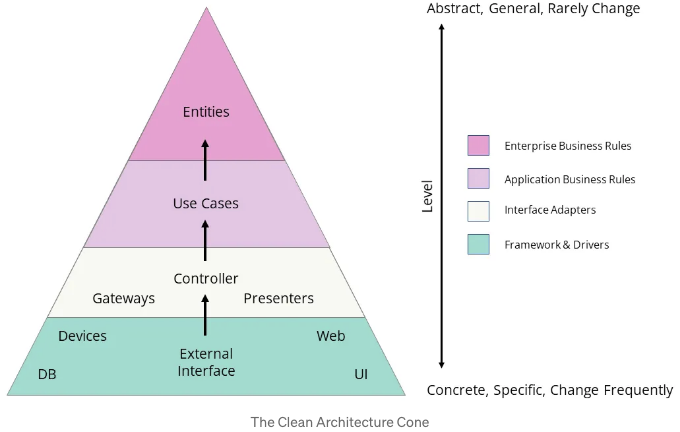 Abstract, General, Rarely Change
Entities
Enterprise Business Rules
Application Business Rules
Interface Adapters
Framework & Drivers
Level
Use Cases
Controller
Gateways
Presenters
Devices
Web
External
Interface
DB
UI
Concrete, Specific, Change Frequently
The Clean Architecture Cone